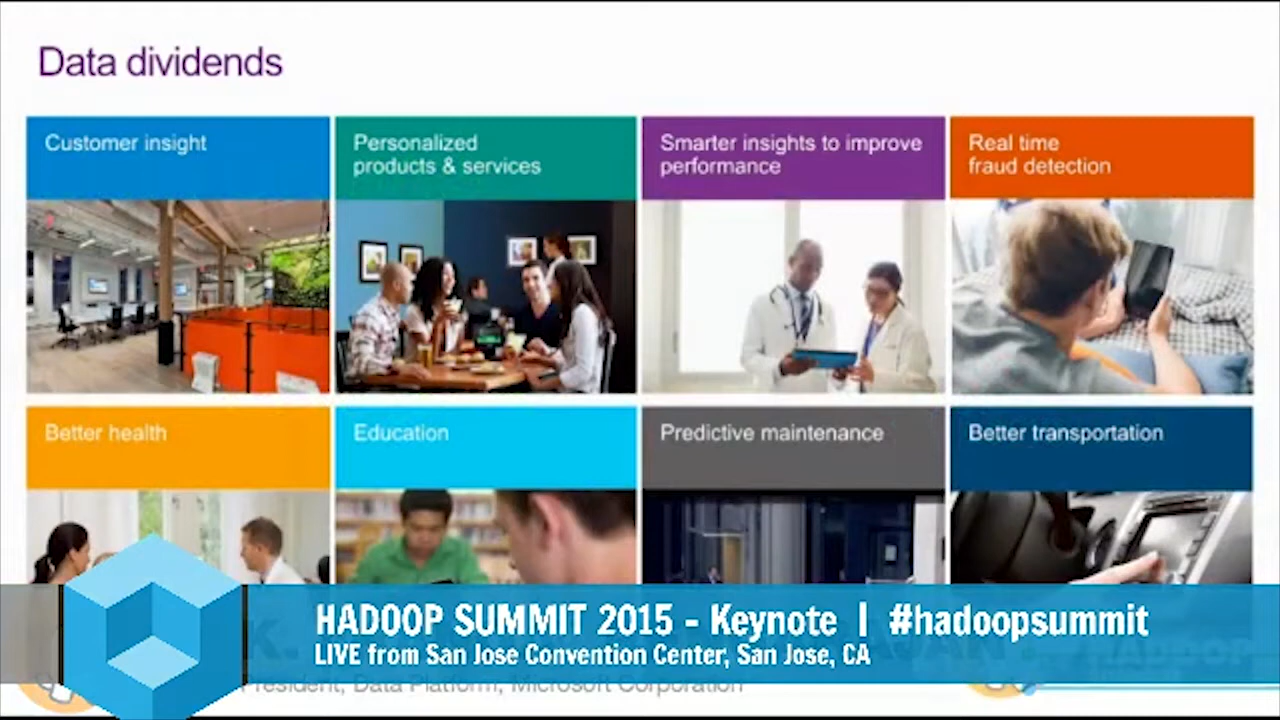 Data dividends
Customer insight
Personalized
products & services
Smarter insights to improve
performance
Real time
fraud detection
Better health
Education
Predictive maintenance
Better transportation
HADOOP SUMMIT 2015 - Keynote | #hadoopsummit
LIVE from San Jose Convention Center, San Jose, CA
President, Data Platform, Microsoft Corporation